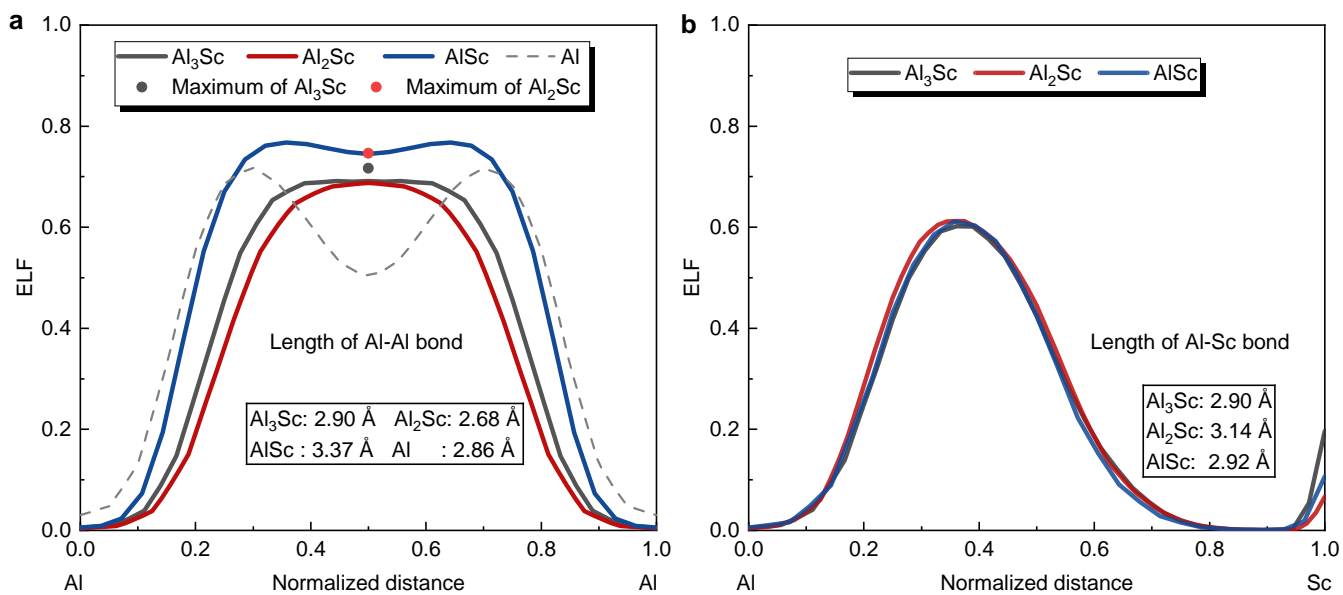 a
Al₃Sc Al₂Sc AlSc Al
Maximum of Al₃Sc Maximum of Al₂Sc
1.0
0.8
0.6
0.4
0.2
0.0
ELF
Length of Al-Al bond
Al₃Sc: 2.90 Å Al₂Sc: 2.68 Å
AlSc : 3.37 Å Al : 2.86 Å
0.0 0.2 0.4 0.6 0.8 1.0
Al Normalized distance Al
b
Al₃Sc Al₂Sc AlSc
1.0
0.8
0.6
0.4
0.2
0.0
ELF
Length of Al-Sc bond
Al₃Sc: 2.90 Å
Al₂Sc: 3.14 Å
AlSc: 2.92 Å
0.0 0.2 0.4 0.6 0.8 1.0
Al Normalized distance Sc